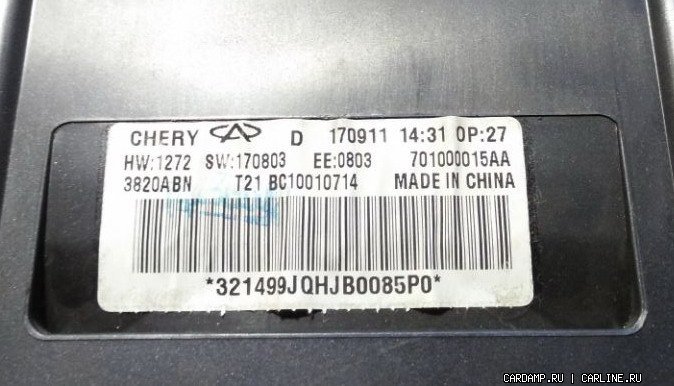 CHERY D 170911 14:31 OP:27
HW:1272 SW:170803 EE:0803 701000015AA
3820ABN T21 BC10010714 MADE IN CHINA
*321499JQHJB0085P0*
CARDAMP.RU | CARLINE.RU